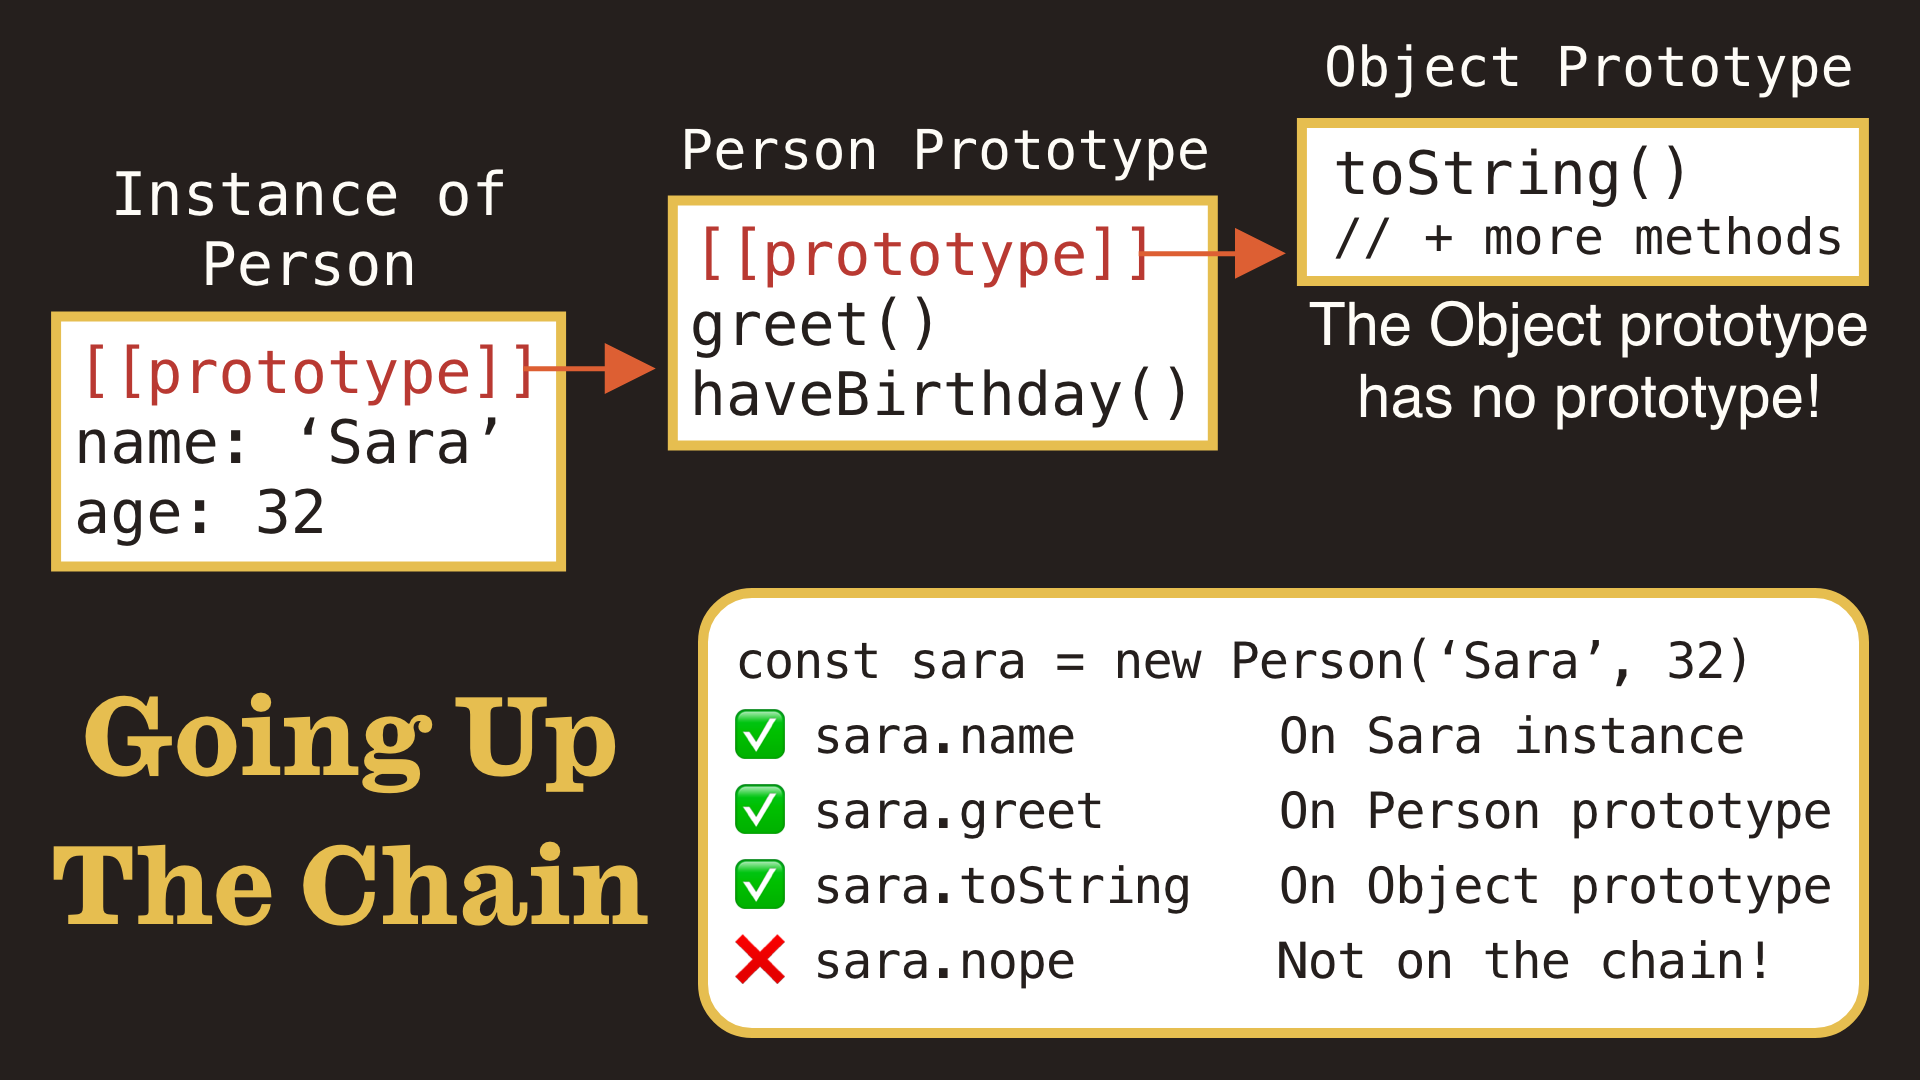 Instance of
Person
[[prototype]]
name: ‘Sara’
age: 32
Person Prototype
[[prototype]]
greet()
haveBirthday()
Object Prototype
toString()
// + more methods
The Object prototype
has no prototype!
Going Up
The Chain
const sara = new Person(‘Sara’, 32)
✅ sara.name On Sara instance
✅ sara.greet On Person prototype
✅ sara.toString On Object prototype
❌ sara.nope Not on the chain!